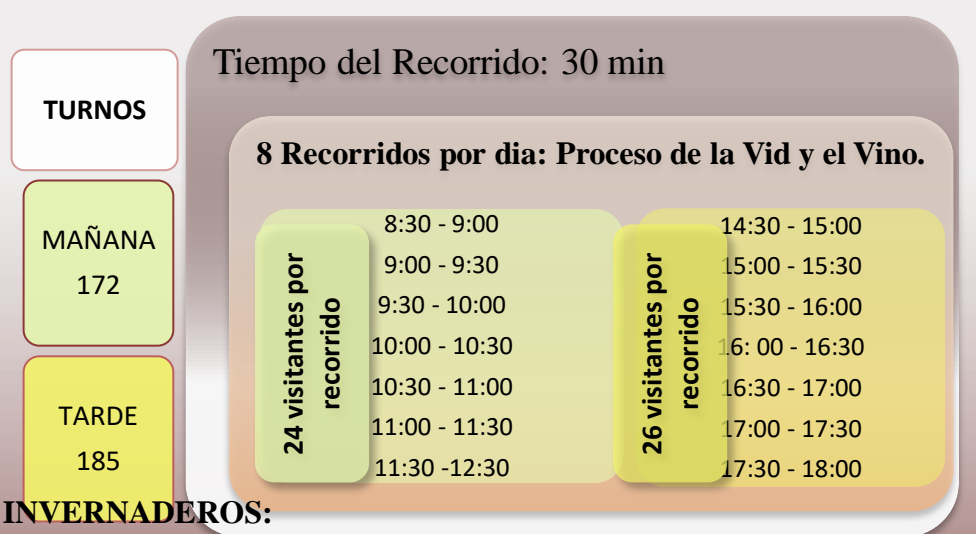 Tiempo del Recorrido: 30 min
TURNOS
8 Recorridos por dia: Proceso de la Vid y el Vino.
MAÑANA
172
24 visitantes por
recorrido
8:30 - 9:00
9:00 - 9:30
9:30 - 10:00
10:00 - 10:30
10:30 - 11:00
11:00 - 11:30
11:30 -12:30
TARDE
185
26 visitantes por
recorrido
14:30 - 15:00
15:00 - 15:30
15:30 - 16:00
16: 00 - 16:30
16:30 - 17:00
17:00 - 17:30
17:30 - 18:00
INVERNADEROS: